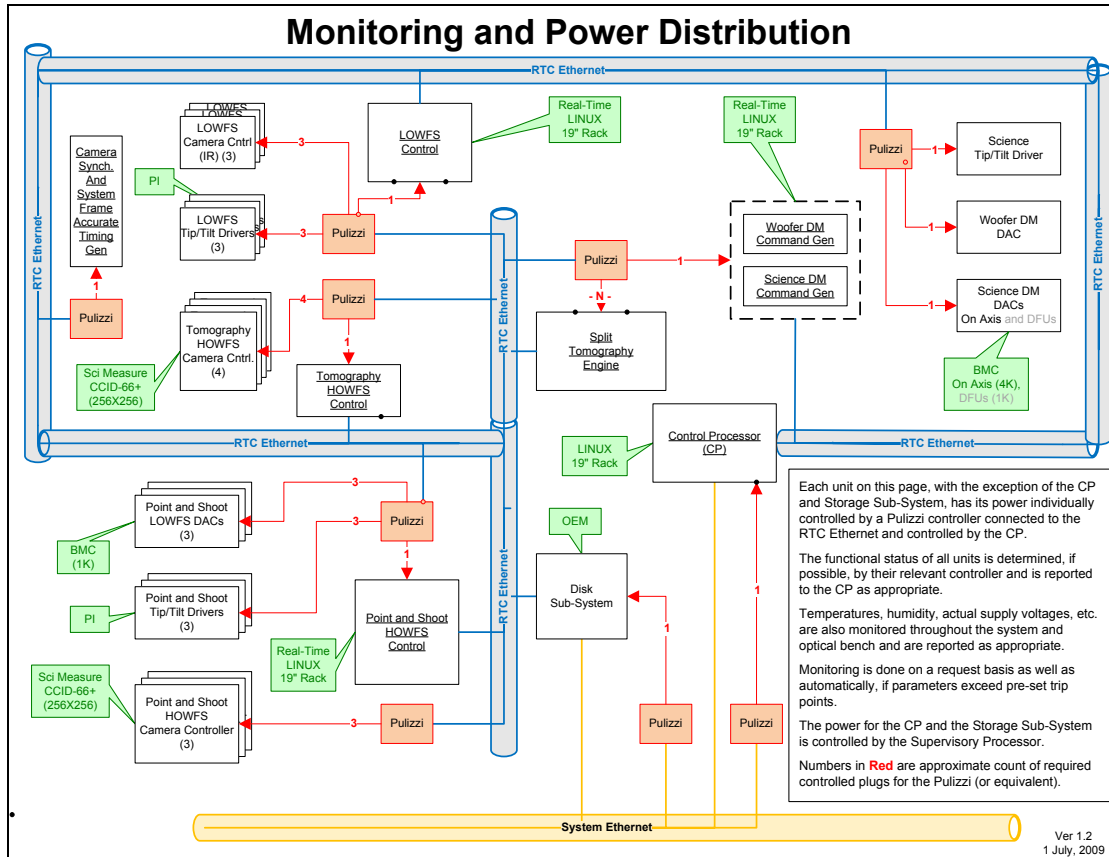 Monitoring and Power Distribution
RTC Ethernet
RTC Ethernet
RTC Ethernet
LOWFS
LOWFS
LOWFS
Camera Cntrl
(IR) (3)
3
LOWFS
Control
Real-Time
LINUX
19" Rack
Real-Time
LINUX
19" Rack
Pulizzi
1
Science
Tip/Tilt Driver
Camera
Synch.
And
System
Frame
Accurate
Timing
Gen
PI
LOWFS
Tip/Tilt Drivers
(3)
3
Pulizzi
1
1
Woofer DM
DAC
Woofer DM
Command Gen
Science DM
Command Gen
Pulizzi
1
- N -
1
Science DM
DACs
On Axis and DFUs
1
Pulizzi
4
Pulizzi
1
Tomography
HOWFS
Camera Cntrl.
(4)
Sci Measure
CCID-66+
(256X256)
Tomography
HOWFS
Control
RTC Ethernet
Split
Tomography
Engine
BMC
On Axis (4K),
DFUs (1K)
RTC Ethernet
LINUX
19" Rack
Control Processor
(CP)
RTC Ethernet
Point and Shoot
LOWFS DACs
(3)
3
BMC
(1K)
3
Pulizzi
1
RTC Ethernet
OEM
Disk
Sub-System
1
1
Point and Shoot
Tip/Tilt Drivers
(3)
PI
Point and Shoot
HOWFS
Control
Real-Time
LINUX
19" Rack
Sci Measure
CCID-66+
(256X256)
Point and Shoot
HOWFS
Camera Controller
(3)
3
Pulizzi
Pulizzi
Pulizzi
Each unit on this page, with the exception of the CP
and Storage Sub-System, has its power individually
controlled by a Pulizzi controller connected to the
RTC Ethernet and controlled by the CP.
The functional status of all units is determined, if
possible, by their relevant controller and is reported
to the CP as appropriate.
Temperatures, humidity, actual supply voltages, etc.
are also monitored throughout the system and
optical bench and are reported as appropriate.
Monitoring is done on a request basis as well as
automatically, if parameters exceed pre-set trip
points.
The power for the CP and the Storage Sub-System
is controlled by the Supervisory Processor.
Numbers in Red are approximate count of required
controlled plugs for the Pulizzi (or equivalent).
System Ethernet
Ver 1.2
1 July, 2009